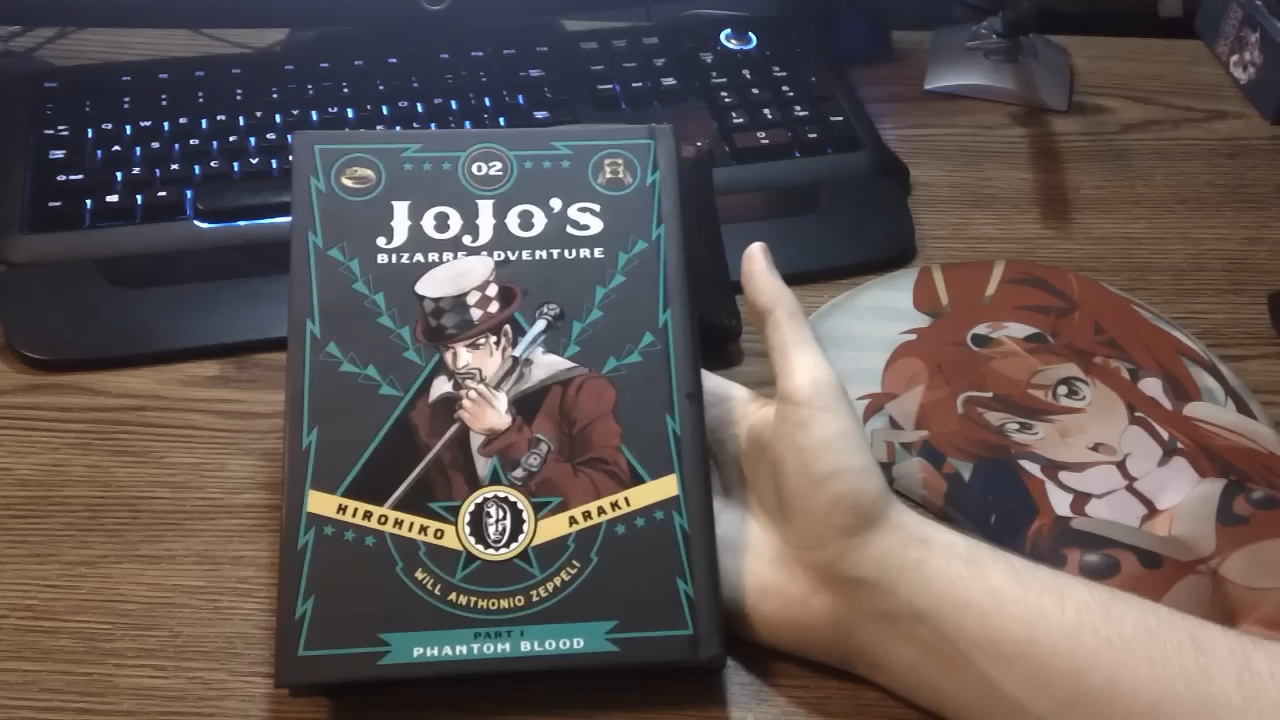 02
JOJO'S
BIZARRE ADVENTURE
HIROHIKO ARAKI
WILL ANTHONIO ZEPPELI
PART 1
PHANTOM BLOOD
Q W E R T Y U I O P
A S D F G
Z X C V